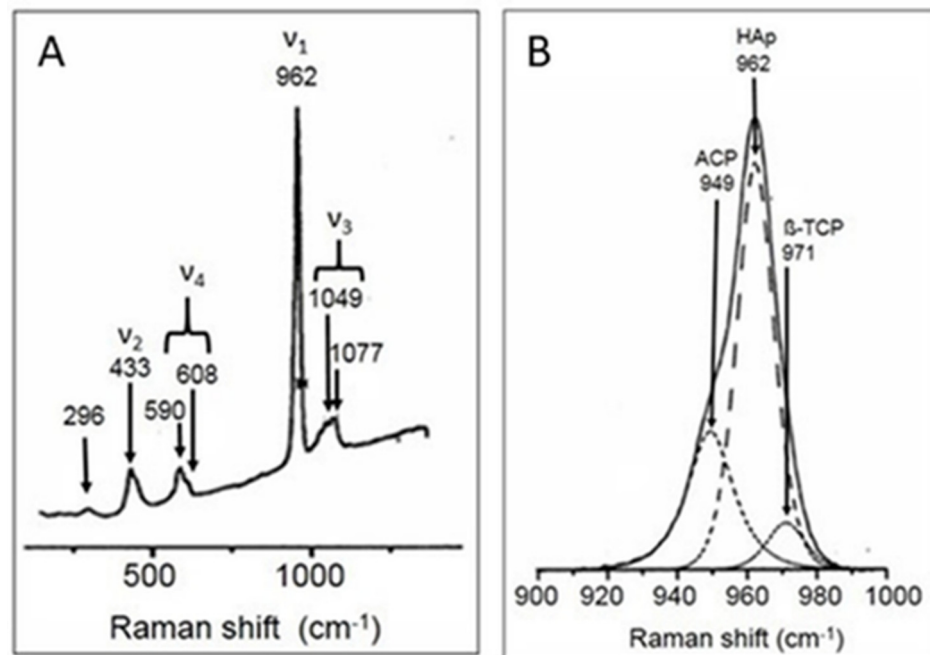 A
ν₁
962
ν₃
1049
1077
ν₄
590
608
ν₂
433
296
500
1000
Raman shift (cm⁻¹)
B
HAp
962
ACP
949
ß-TCP
971
900 920 940 960 980 1000
Raman shift (cm⁻¹)